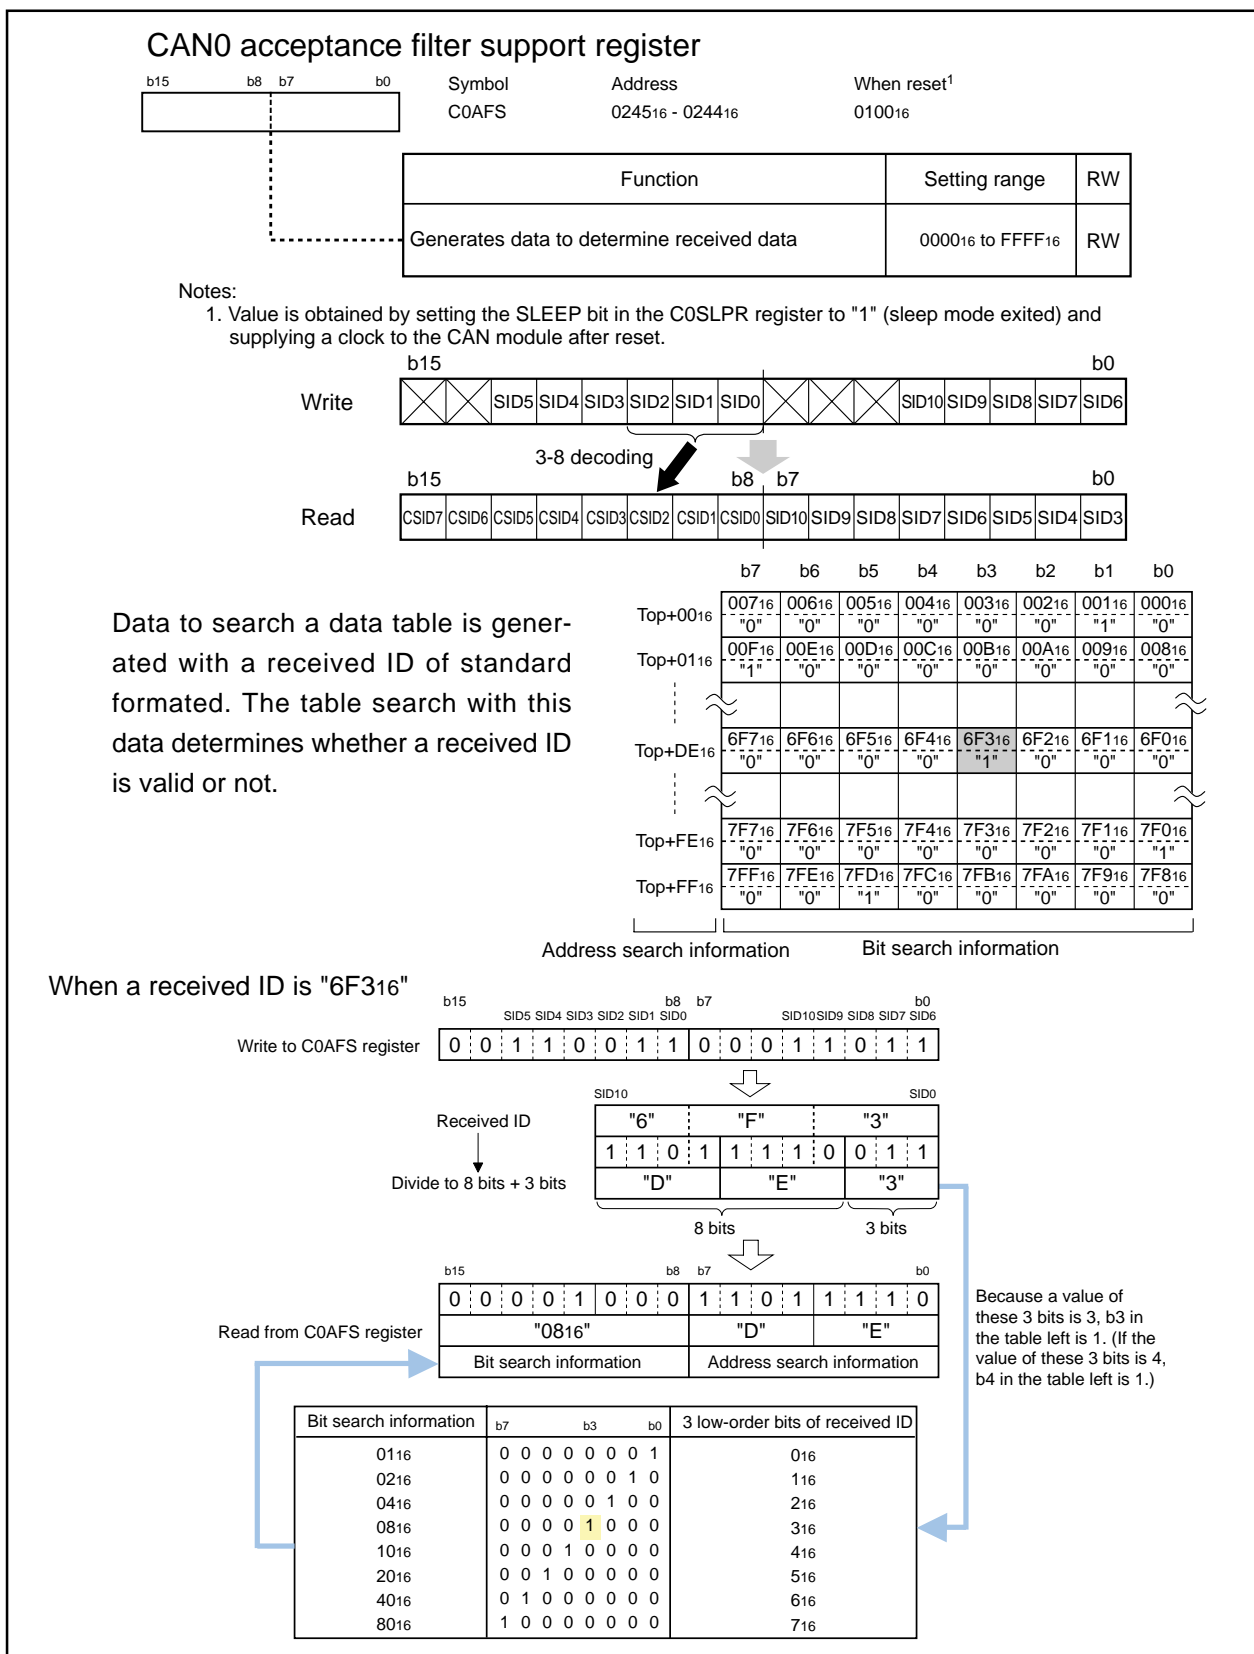 CAN0 acceptance filter support register
b15 b8 b7 b0
Symbol Address When reset1
C0AFS 024516 - 024416 010016
Function Setting range RW
Generates data to determine received data 000016 to FFFF16 RW
Notes:
1. Value is obtained by setting the SLEEP bit in the C0SLPR register to "1" (sleep mode exited) and
supplying a clock to the CAN module after reset.
b15 b0
Write SID5 SID4 SID3 SID2 SID1 SID0 SID10 SID9 SID8 SID7 SID6
3-8 decoding
b15 b8 b7 b0
Read CSID7 CSID6 CSID5 CSID4 CSID3 CSID2 CSID1 CSID0 SID10 SID9 SID8 SID7 SID6 SID5 SID4 SID3
b7 b6 b5 b4 b3 b2 b1 b0
Top+0016 00716 00616 00516 00416 00316 00216 00116 00016
"0" "0" "0" "0" "0" "0" "1" "0"
Top+0116 00F16 00E16 00D16 00C16 00B16 00A16 00916 00816
"1" "0" "0" "0" "0" "0" "0" "0"
Top+DE16 6F716 6F616 6F516 6F416 6F316 6F216 6F116 6F016
"0" "0" "0" "0" "1" "0" "0" "0"
Top+FE16 7F716 7F616 7F516 7F416 7F316 7F216 7F116 7F016
"0" "0" "0" "0" "0" "0" "0" "1"
Top+FF16 7FF16 7FE16 7FD16 7FC16 7FB16 7FA16 7F916 7F816
"0" "0" "1" "0" "0" "0" "0" "0"
Address search information Bit search information
Data to search a data table is gener-
ated with a received ID of standard
formated. The table search with this
data determines whether a received ID
is valid or not.
When a received ID is "6F316"
b15 b8 b7 b0
SID5 SID4 SID3 SID2 SID1 SID0 SID10 SID9 SID8 SID7 SID6
Write to C0AFS register 0 0 1 1 0 0 1 1 0 0 0 1 1 0 1 1
SID10 SID0
Received ID "6" "F" "3"
1 1 0 1 1 1 1 0 0 1 1
Divide to 8 bits + 3 bits "D" "E" "3"
8 bits 3 bits
b15 b8 b7 b0
0 0 0 0 1 0 0 0 1 1 0 1 1 1 1 0
Read from C0AFS register "0816" "D" "E"
Bit search information Address search information
Because a value of
these 3 bits is 3, b3 in
the table left is 1. (If the
value of these 3 bits is 4,
b4 in the table left is 1.)
Bit search information b7 b3 b0 3 low-order bits of received ID
0116 0 0 0 0 0 0 0 1 016
0216 0 0 0 0 0 0 1 0 116
0416 0 0 0 0 0 1 0 0 216
0816 0 0 0 0 1 0 0 0 316
1016 0 0 0 1 0 0 0 0 416
2016 0 0 1 0 0 0 0 0 516
4016 0 1 0 0 0 0 0 0 616
8016 1 0 0 0 0 0 0 0 716